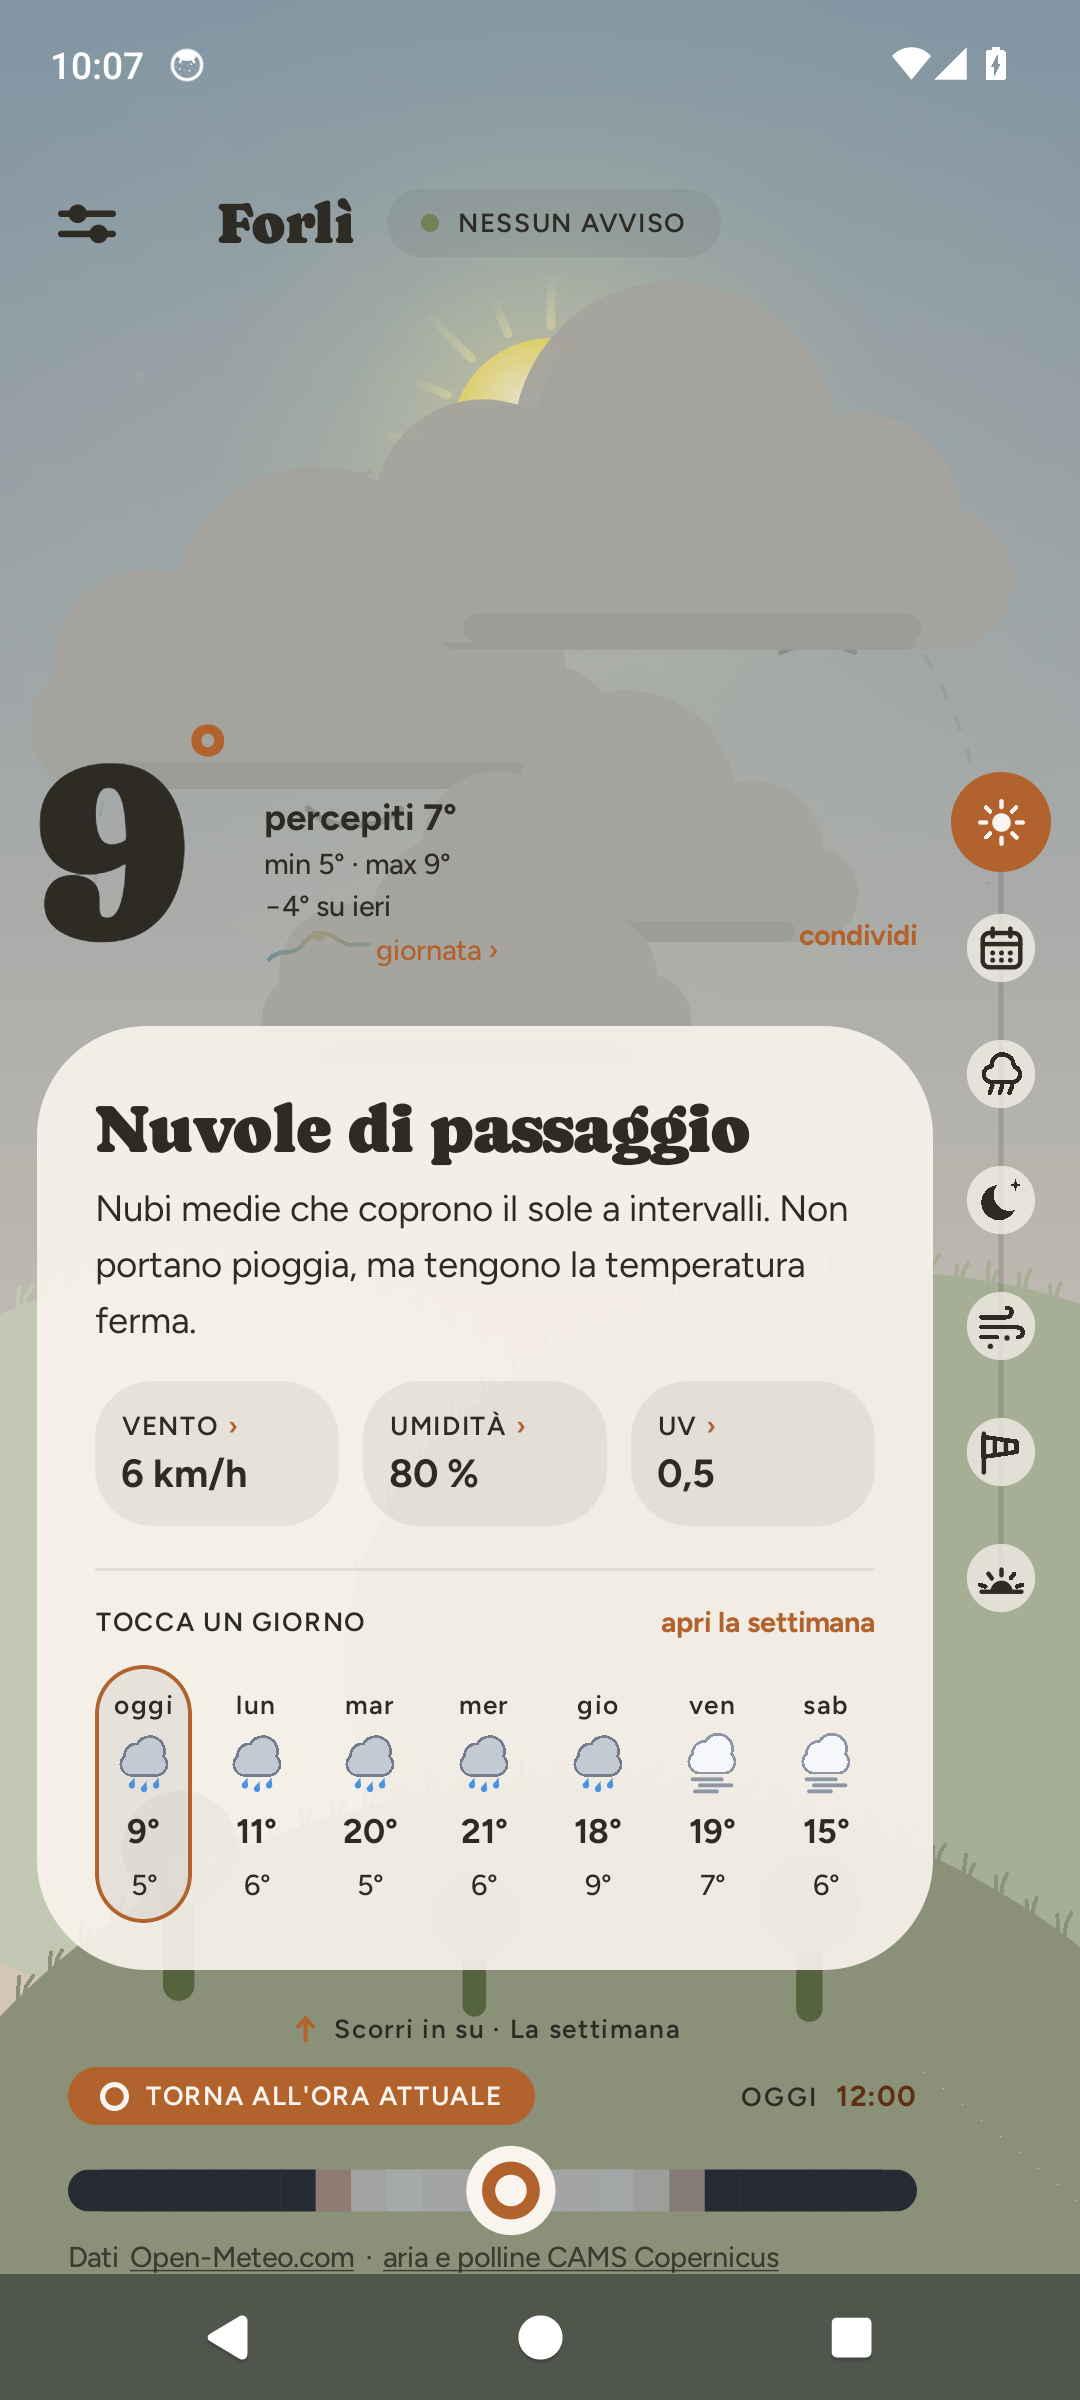 10:07
Forlì
NESSUN AVVISO
9°
percepiti 7°
min 5° · max 9°
−4° su ieri
giornata ›
condividi
Nuvole di passaggio
Nubi medie che coprono il sole a intervalli. Non
portano pioggia, ma tengono la temperatura
ferma.
VENTO › UMIDITÀ › UV ›
6 km/h 80 % 0,5
TOCCA UN GIORNO apri la settimana
oggi lun mar mer gio ven sab
9° 11° 20° 21° 18° 19° 15°
5° 6° 5° 6° 9° 7° 6°
↑ Scorri in su · La settimana
TORNA ALL'ORA ATTUALE OGGI 12:00
Dati Open-Meteo.com · aria e polline CAMS Copernicus